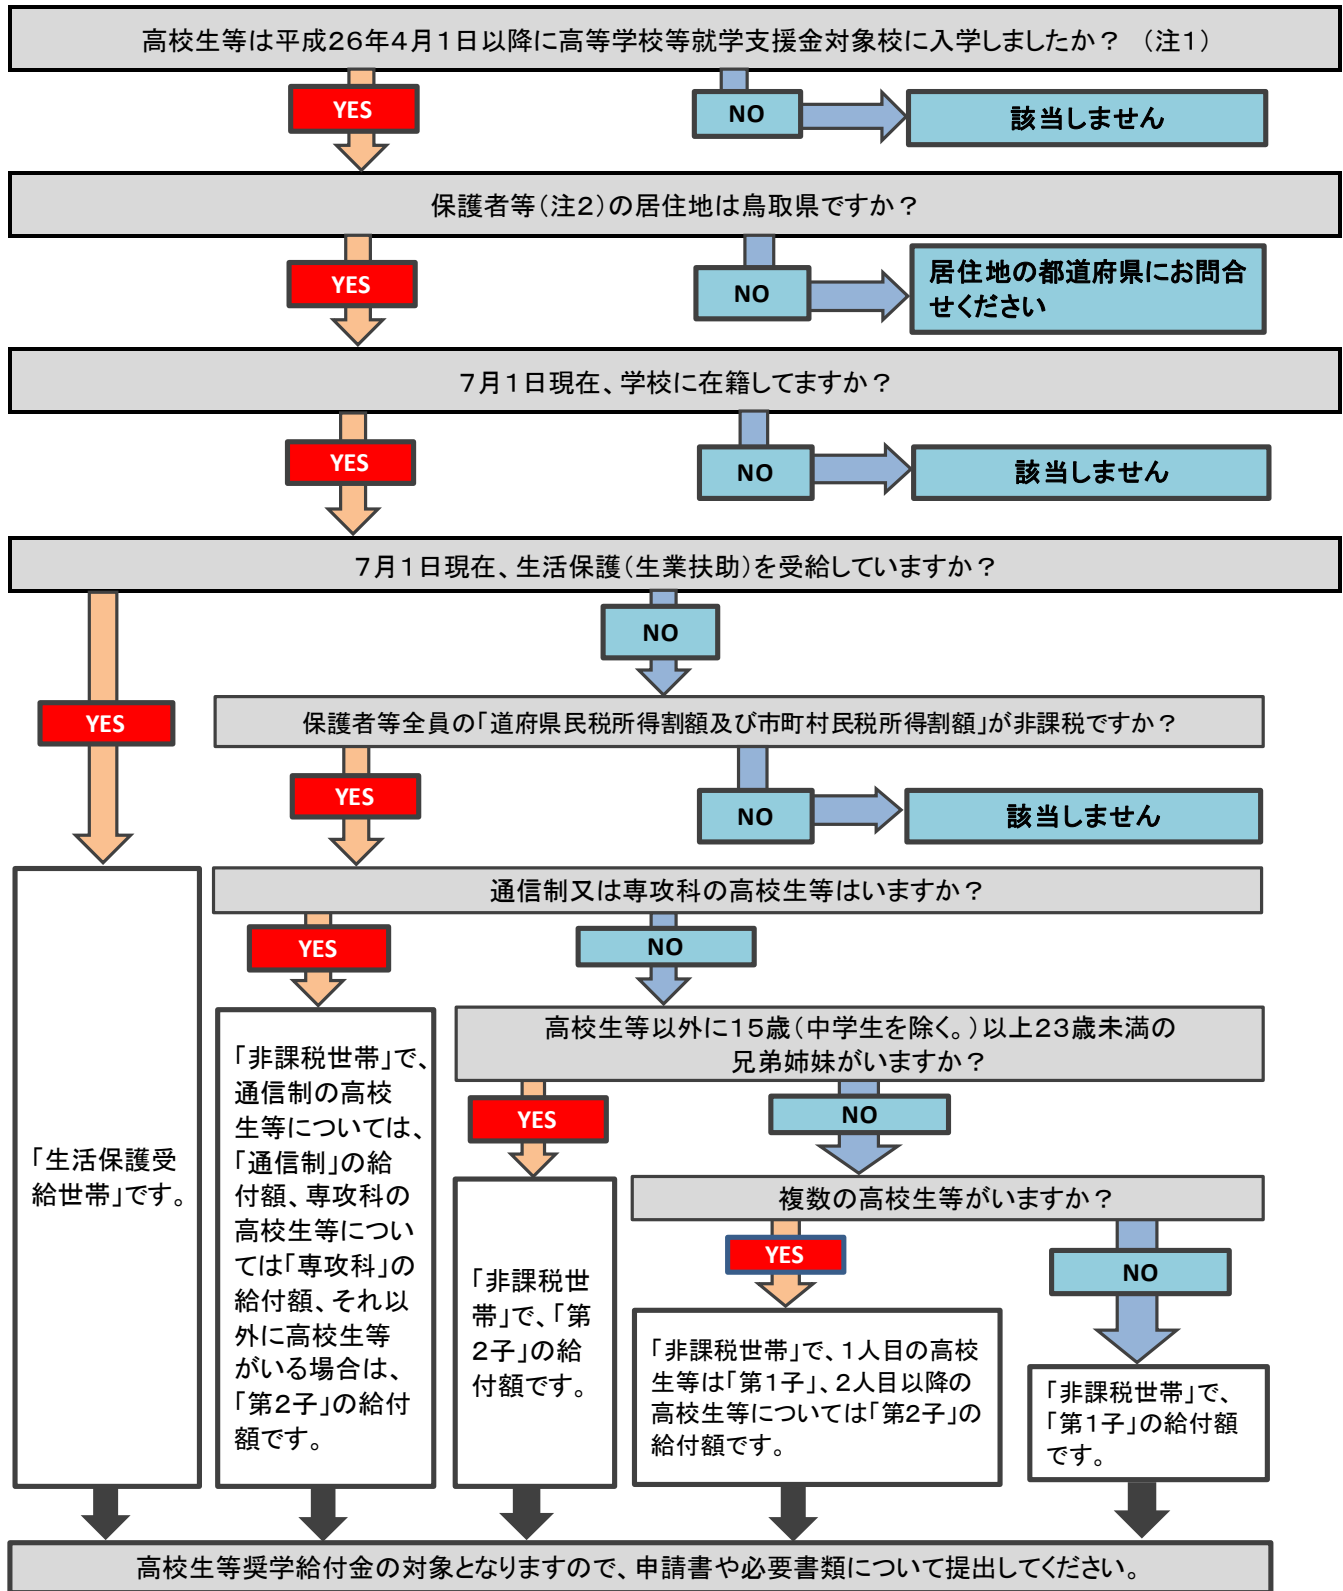 高校生等は平成26年4月1日以降に高等学校等就学支援金対象校に入学しましたか？　（注1）
YES
NO
該当しません
保護者等（注2）の居住地は鳥取県ですか？
YES
NO
居住地の都道府県にお問合
せください
7月1日現在、学校に在籍してますか？
YES
NO
該当しません
7月1日現在、生活保護（生業扶助）を受給していますか？
NO
YES
保護者等全員の「道府県民税所得割額及び市町村民税所得割額」が非課税ですか？
YES
NO
該当しません
通信制又は専攻科の高校生等はいますか？
YES
NO
高校生等以外に15歳（中学生を除く。）以上23歳未満の
兄弟姉妹がいますか？
YES
NO
複数の高校生等がいますか？
YES
NO
「生活保護受
給世帯」です。
「非課税世帯」で、
通信制の高校
生等については、
「通信制」の給
付額、専攻科の
高校生等につい
ては「専攻科」の
給付額、それ以
外に高校生等
がいる場合は、
「第2子」の給付
額です。
「非課税世
帯」で、「第
2子」の給
付額です。
「非課税世帯」で、1人目の高校
生等は「第1子」、2人目以降の
高校生等については「第2子」の
給付額です。
「非課税世帯」で、
「第1子」の給付額
です。
高校生等奨学給付金の対象となりますので、申請書や必要書類について提出してください。